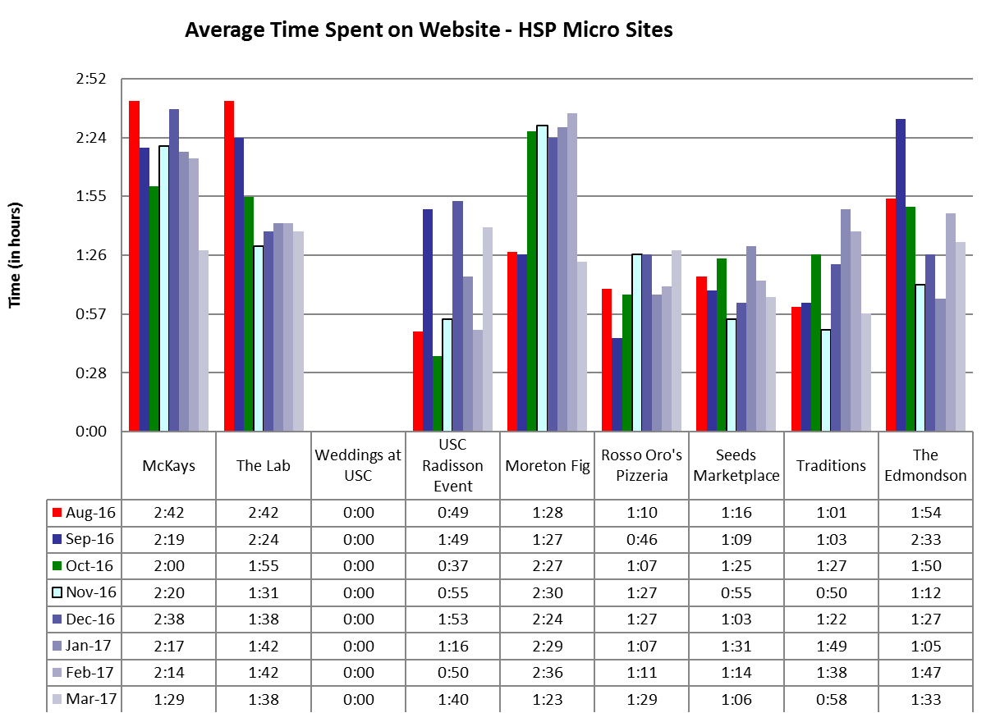 Average Time Spent on Website - HSP Micro Sites
Time (in hours)
2:52
2:24
1:55
1:26
0:57
0:28
0:00
McKays The Lab Weddings at USC USC Radisson Event Moreton Fig Rosso Oro's Pizzeria Seeds Marketplace Traditions The Edmondson
Aug-16 2:42 2:42 0:00 0:49 1:28 1:10 1:16 1:01 1:54
Sep-16 2:19 2:24 0:00 1:49 1:27 0:46 1:09 1:03 2:33
Oct-16 2:00 1:55 0:00 0:37 2:27 1:07 1:25 1:27 1:50
Nov-16 2:20 1:31 0:00 0:55 2:30 1:27 0:55 0:50 1:12
Dec-16 2:38 1:38 0:00 1:53 2:24 1:27 1:03 1:22 1:27
Jan-17 2:17 1:42 0:00 1:16 2:29 1:07 1:31 1:49 1:05
Feb-17 2:14 1:42 0:00 0:50 2:36 1:11 1:14 1:38 1:47
Mar-17 1:29 1:38 0:00 1:40 1:23 1:29 1:06 0:58 1:33